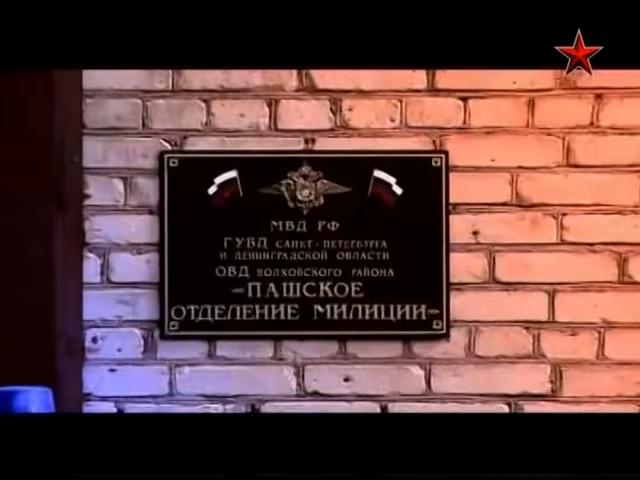 МВД РФ
ГУВД САНКТ-ПЕТЕРБУРГА
И ЛЕНИНГРАДСКОЙ ОБЛАСТИ
ОВД ВОЛХОВСКОГО РАЙОНА
ПАШСКОЕ
ОТДЕЛЕНИЕ МИЛИЦИИ